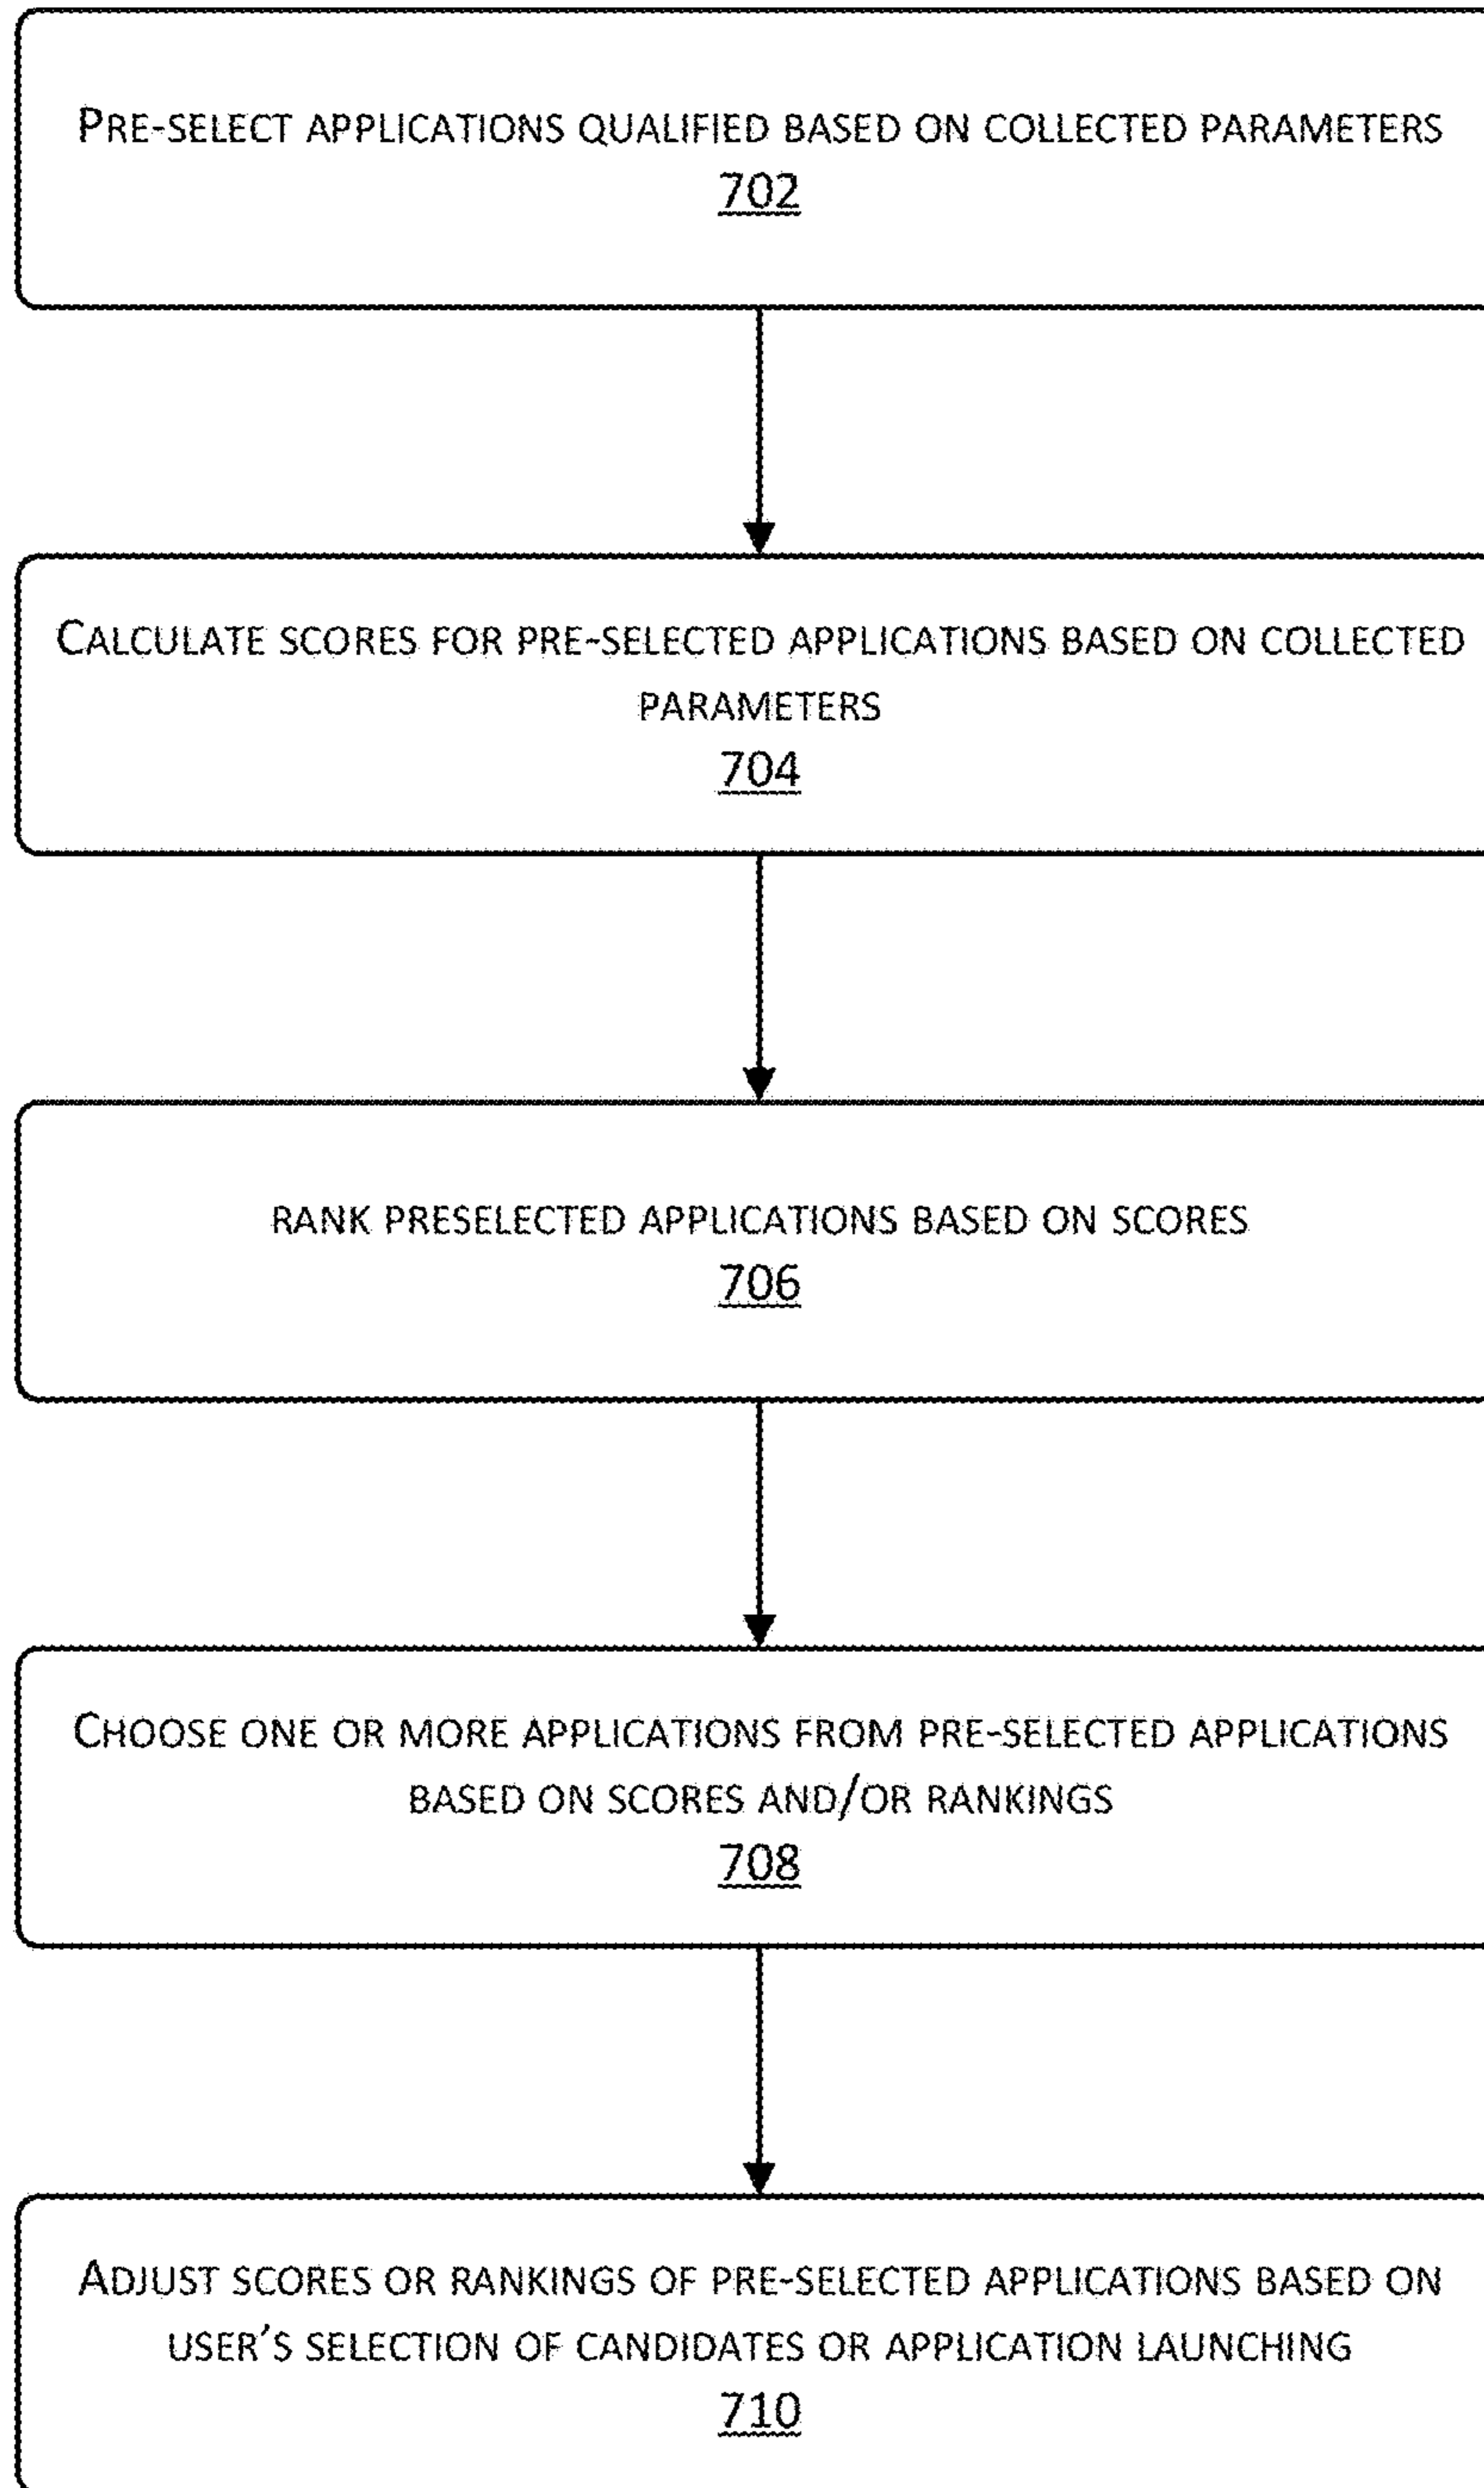 PRE-SELECT APPLICATIONS QUALIFIED BASED ON COLLECTED PARAMETERS
702
CALCULATE SCORES FOR PRE-SELECTED APPLICATIONS BASED ON COLLECTED
PARAMETERS
704
RANK PRESELECTED APPLICATIONS BASED ON SCORES
706
CHOOSE ONE OR MORE APPLICATIONS FROM PRE-SELECTED APPLICATIONS
BASED ON SCORES AND/OR RANKINGS
708
ADJUST SCORES OR RANKINGS OF PRE-SELECTED APPLICATIONS BASED ON
USER'S SELECTION OF CANDIDATES OR APPLICATION LAUNCHING
710